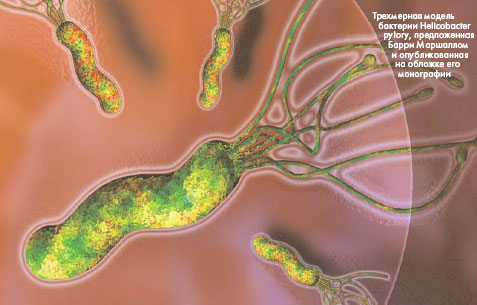 Трехмерная модель
бактерии Helicobacter
pylory, предложенная
Барри Маршаллом
и опубликованная
на обложке его
монографии